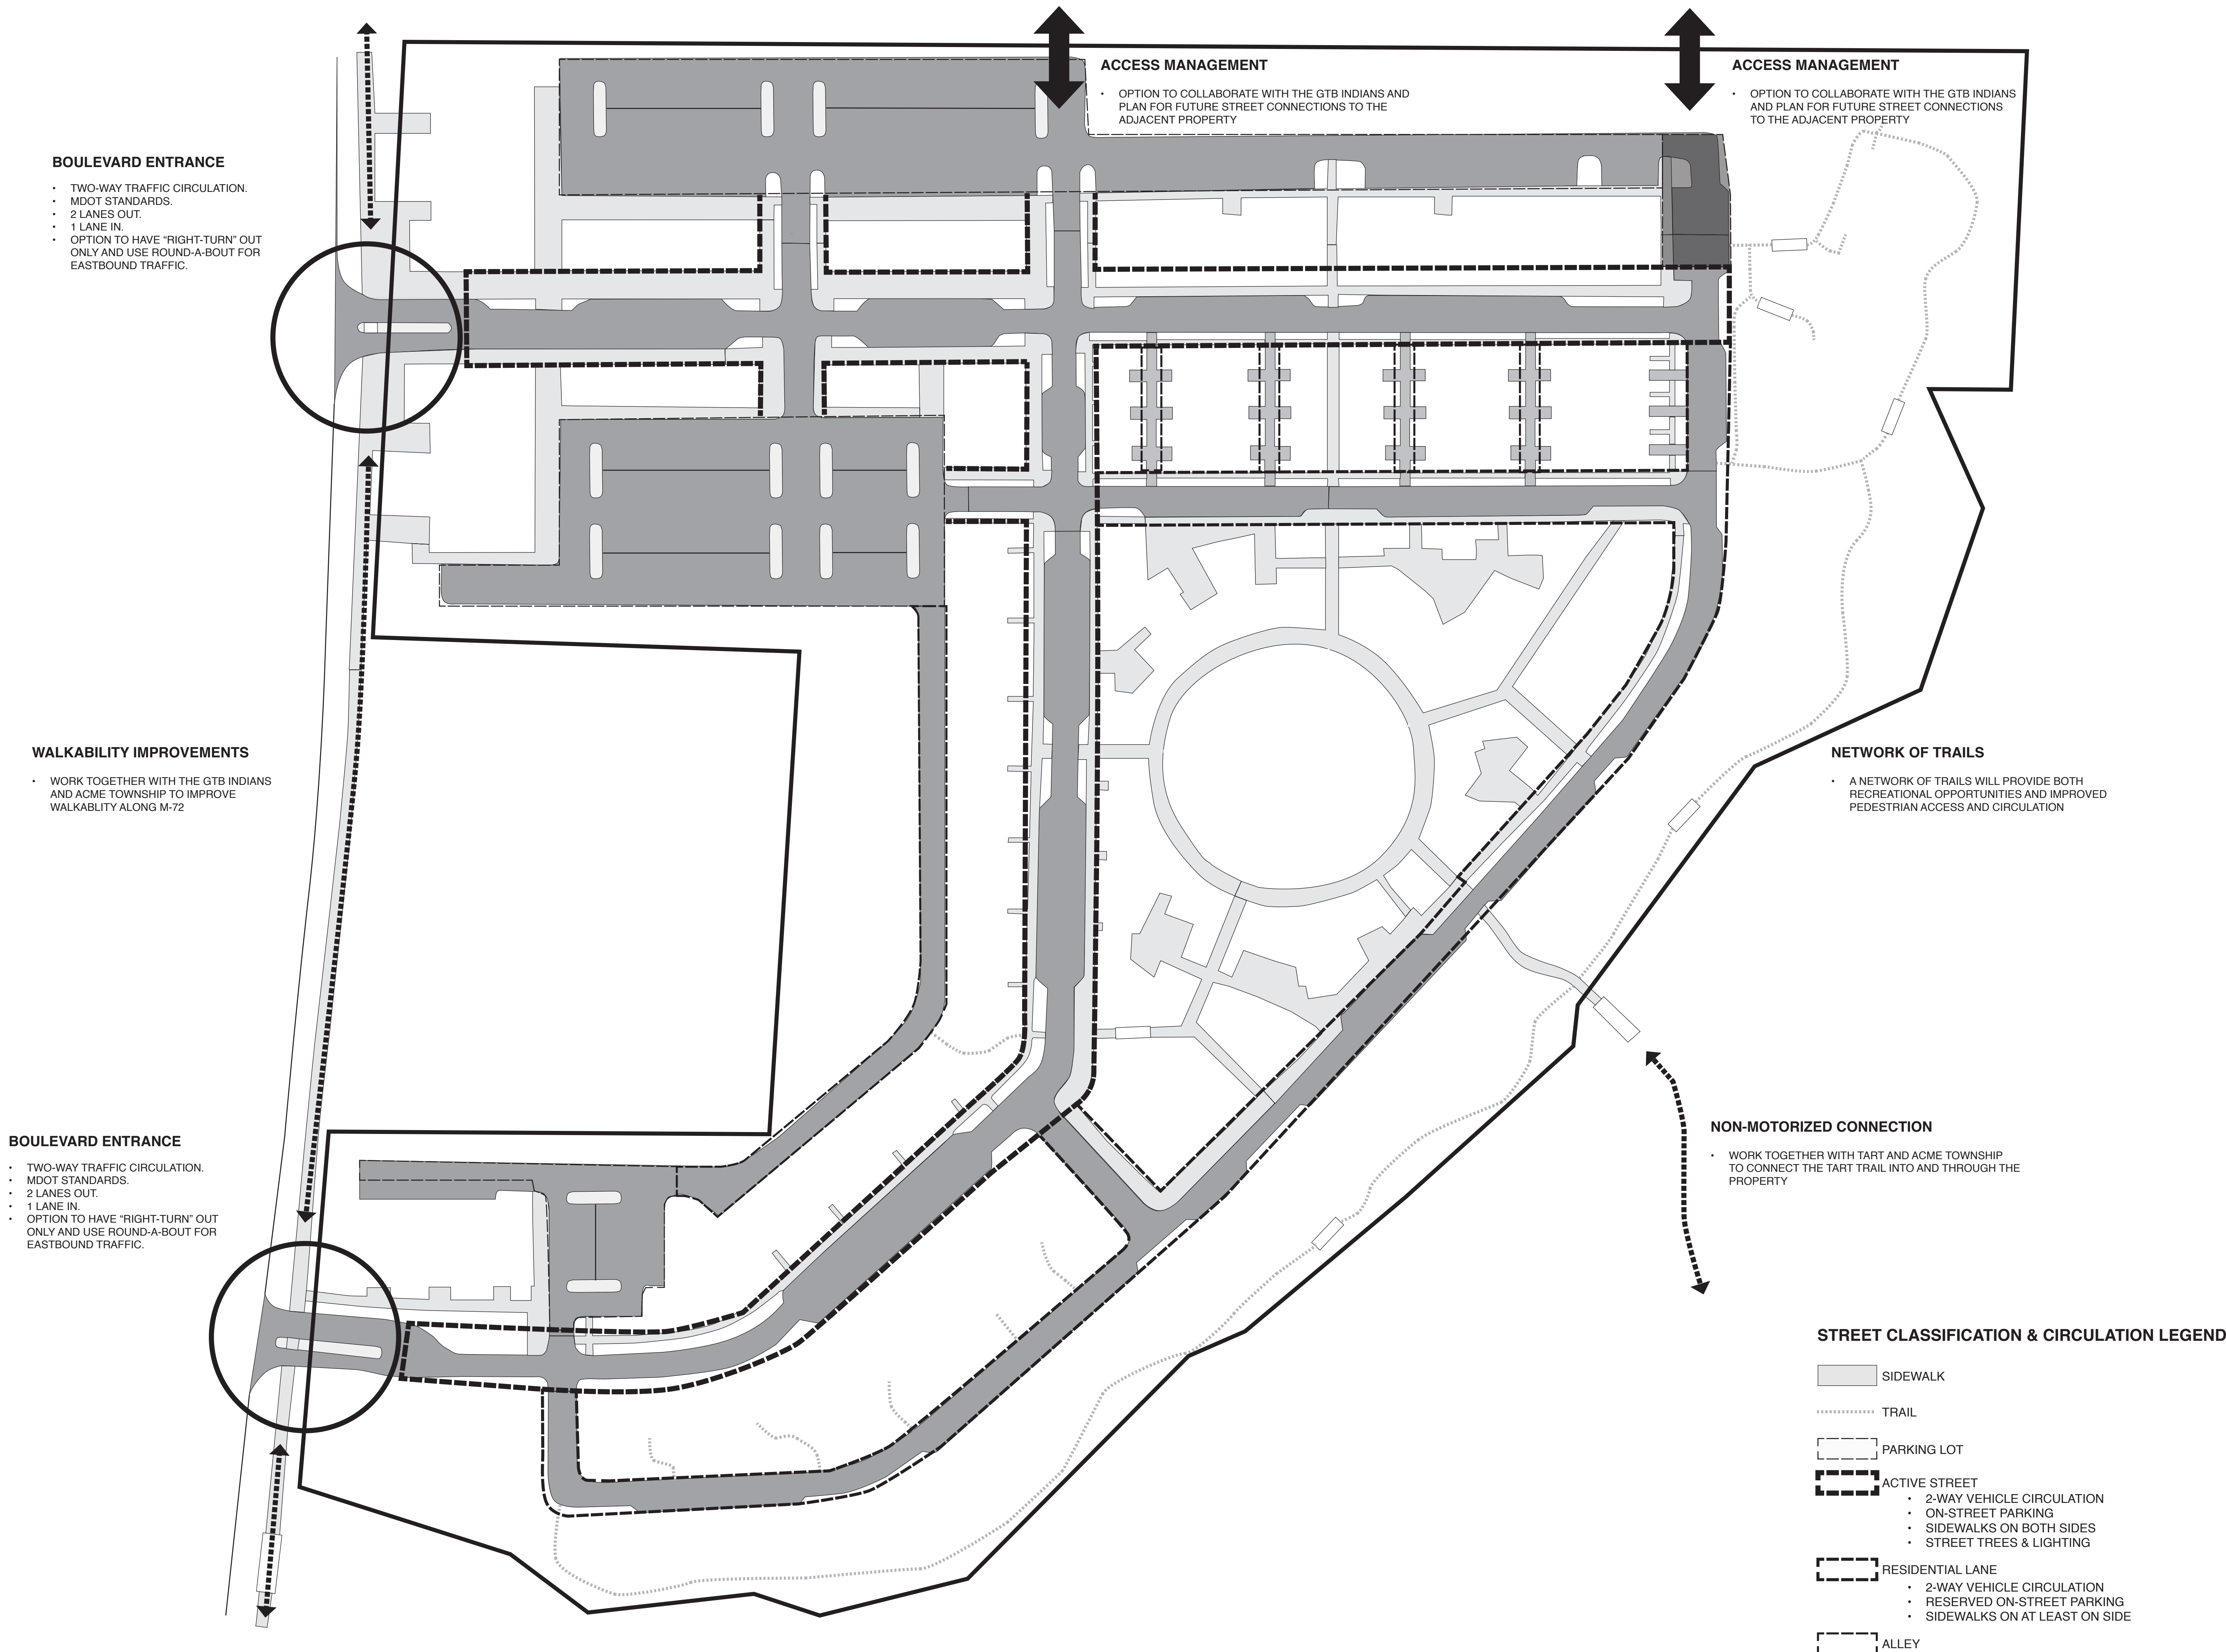 ACCESS MANAGEMENT
• OPTION TO COLLABORATE WITH THE GTB INDIANS AND
PLAN FOR FUTURE STREET CONNECTIONS TO THE
ADJACENT PROPERTY
ACCESS MANAGEMENT
• OPTION TO COLLABORATE WITH THE GTB INDIANS
AND PLAN FOR FUTURE STREET CONNECTIONS
TO THE ADJACENT PROPERTY
BOULEVARD ENTRANCE
• TWO-WAY TRAFFIC CIRCULATION.
• MDOT STANDARDS.
• 2 LANES OUT.
• 1 LANE IN.
• OPTION TO HAVE “RIGHT-TURN” OUT
ONLY AND USE ROUND-A-BOUT FOR
EASTBOUND TRAFFIC.
WALKABILITY IMPROVEMENTS
• WORK TOGETHER WITH THE GTB INDIANS
AND ACME TOWNSHIP TO IMPROVE
WALKABLITY ALONG M-72
NETWORK OF TRAILS
• A NETWORK OF TRAILS WILL PROVIDE BOTH
RECREATIONAL OPPORTUNITIES AND IMPROVED
PEDESTRIAN ACCESS AND CIRCULATION
BOULEVARD ENTRANCE
• TWO-WAY TRAFFIC CIRCULATION.
• MDOT STANDARDS.
• 2 LANES OUT.
• 1 LANE IN.
• OPTION TO HAVE “RIGHT-TURN” OUT
ONLY AND USE ROUND-A-BOUT FOR
EASTBOUND TRAFFIC.
NON-MOTORIZED CONNECTION
• WORK TOGETHER WITH TART AND ACME TOWNSHIP
TO CONNECT THE TART TRAIL INTO AND THROUGH THE
PROPERTY
STREET CLASSIFICATION & CIRCULATION LEGEND
SIDEWALK
TRAIL
PARKING LOT
ACTIVE STREET
• 2-WAY VEHICLE CIRCULATION
• ON-STREET PARKING
• SIDEWALKS ON BOTH SIDES
• STREET TREES & LIGHTING
RESIDENTIAL LANE
• 2-WAY VEHICLE CIRCULATION
• RESERVED ON-STREET PARKING
• SIDEWALKS ON AT LEAST ON SIDE
ALLEY